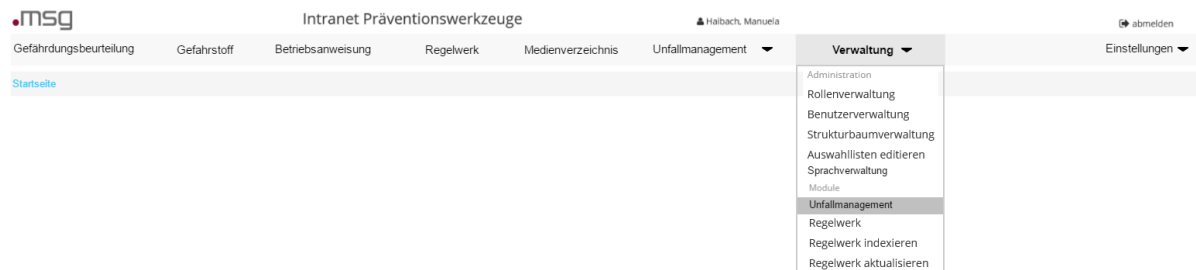 .msg
Intranet Präventionswerkzeuge
Haibach, Manuela
abmelden
Gefährdungsbeurteilung Gefahrstoff Betriebsanweisung Regelwerk Medienverzeichnis Unfallmanagement Verwaltung Einstellungen
Startseite
Administration
Rollenverwaltung
Benutzerverwaltung
Strukturbaumverwaltung
Auswahllisten editieren
Sprachverwaltung
Module
Unfallmanagement
Regelwerk
Regelwerk indexieren
Regelwerk aktualisieren